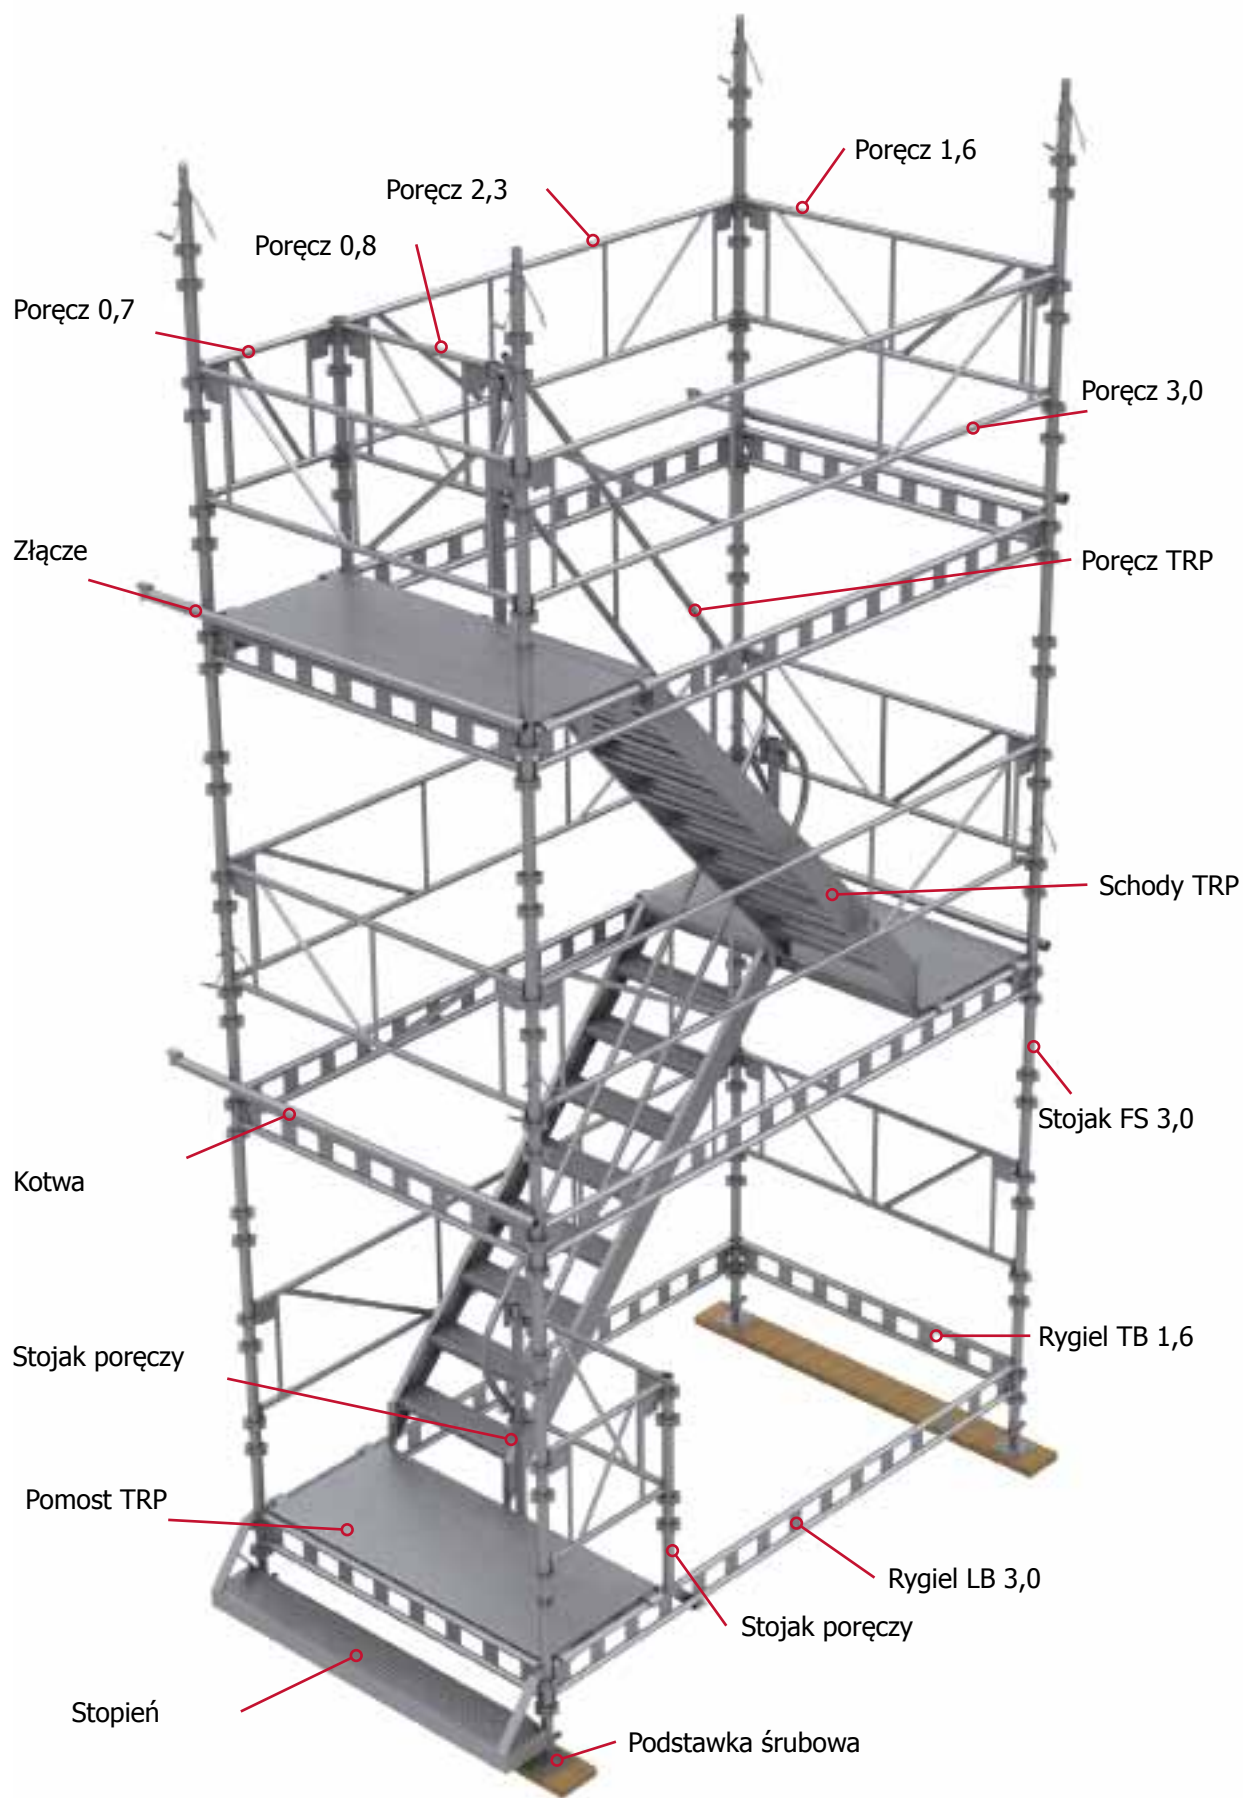 Poręcz 1,6
Poręcz 2,3
Poręcz 0,8
Poręcz 0,7
Poręcz 3,0
Złącze
Poręcz TRP
Schody TRP
Stojak FS 3,0
Kotwa
Rygiel TB 1,6
Stojak poręczy
Pomost TRP
Rygiel LB 3,0
Stojak poręczy
Stopień
Podstawka śrubowa